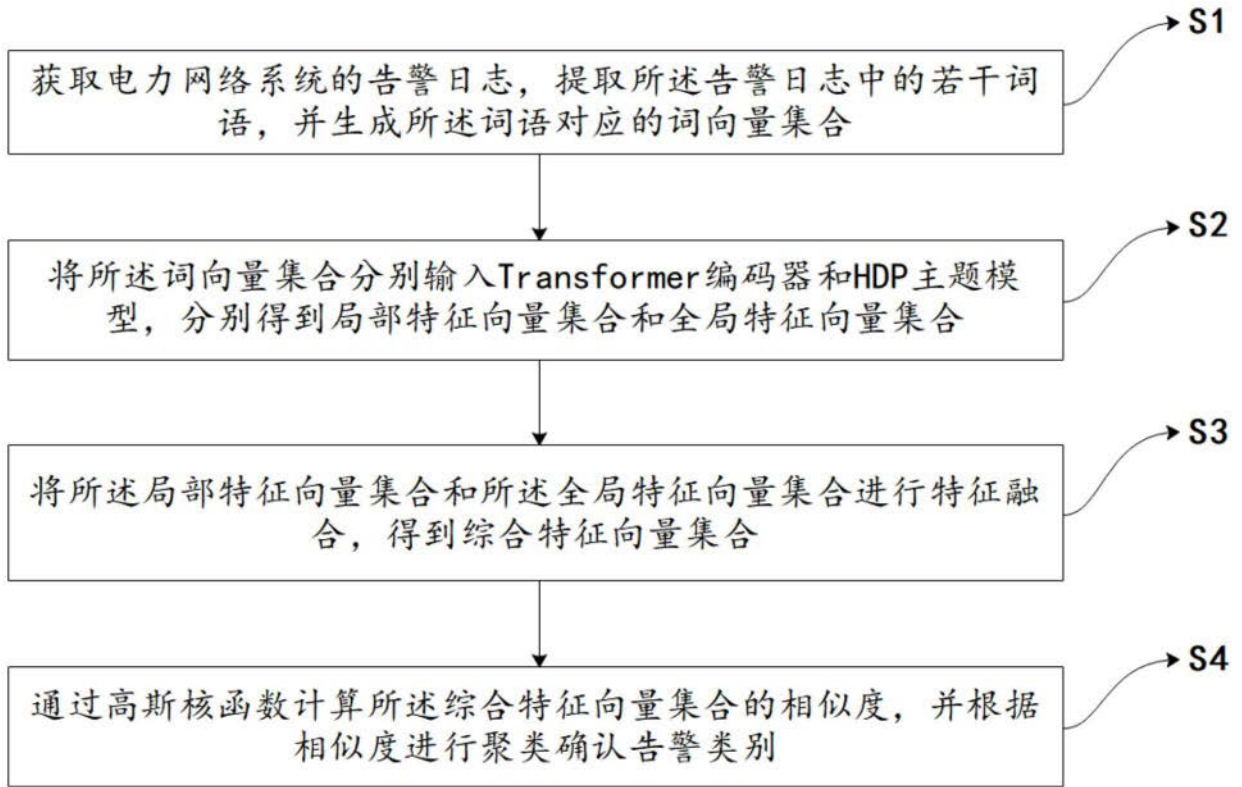 S1
获取电力网络系统的告警日志，提取所述告警日志中的若干词
语，并生成所述词语对应的词向量集合
S2
将所述词向量集合分别输入Transformer编码器和HDP主题模
型，分别得到局部特征向量集合和全局特征向量集合
S3
将所述局部特征向量集合和所述全局特征向量集合进行特征融
合，得到综合特征向量集合
S4
通过高斯核函数计算所述综合特征向量集合的相似度，并根据
相似度进行聚类确认告警类别